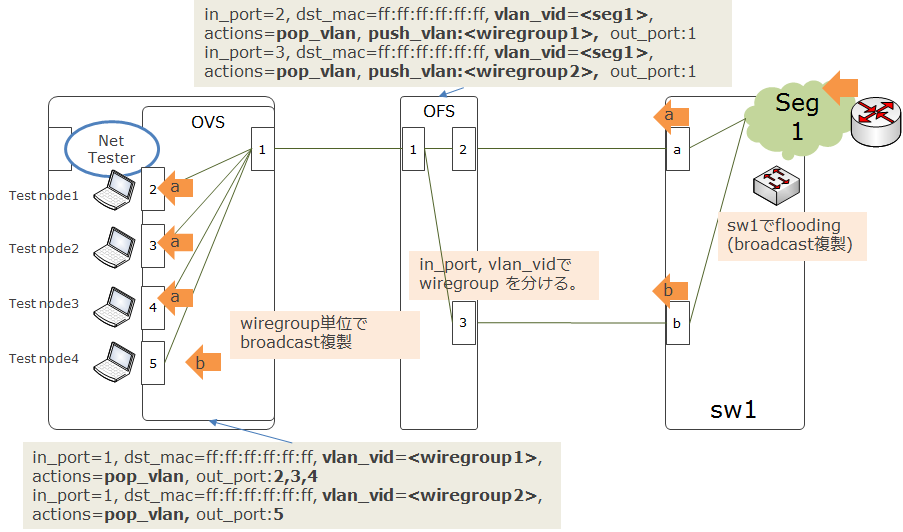 in_port=2, dst_mac=ff:ff:ff:ff:ff:ff, vlan_vid=<seg1>,
actions=pop_vlan, push_vlan:<wiregroup1>, out_port:1
in_port=3, dst_mac=ff:ff:ff:ff:ff:ff, vlan_vid=<seg1>,
actions=pop_vlan, push_vlan:<wiregroup2>, out_port:1
OVS
OFS
Seg
1
Net
Tester
1
1
2
a
a
Test node1
2
a
sw1でflooding
(broadcast複製)
Test node2
3
a
in_port, vlan_vidで
wiregroup を分ける。
Test node3
4
a
b
wiregroup単位で
broadcast複製
3
b
Test node4
5
b
sw1
in_port=1, dst_mac=ff:ff:ff:ff:ff:ff, vlan_vid=<wiregroup1>,
actions=pop_vlan, out_port:2,3,4
in_port=1, dst_mac=ff:ff:ff:ff:ff:ff, vlan_vid=<wiregroup2>,
actions=pop_vlan, out_port:5